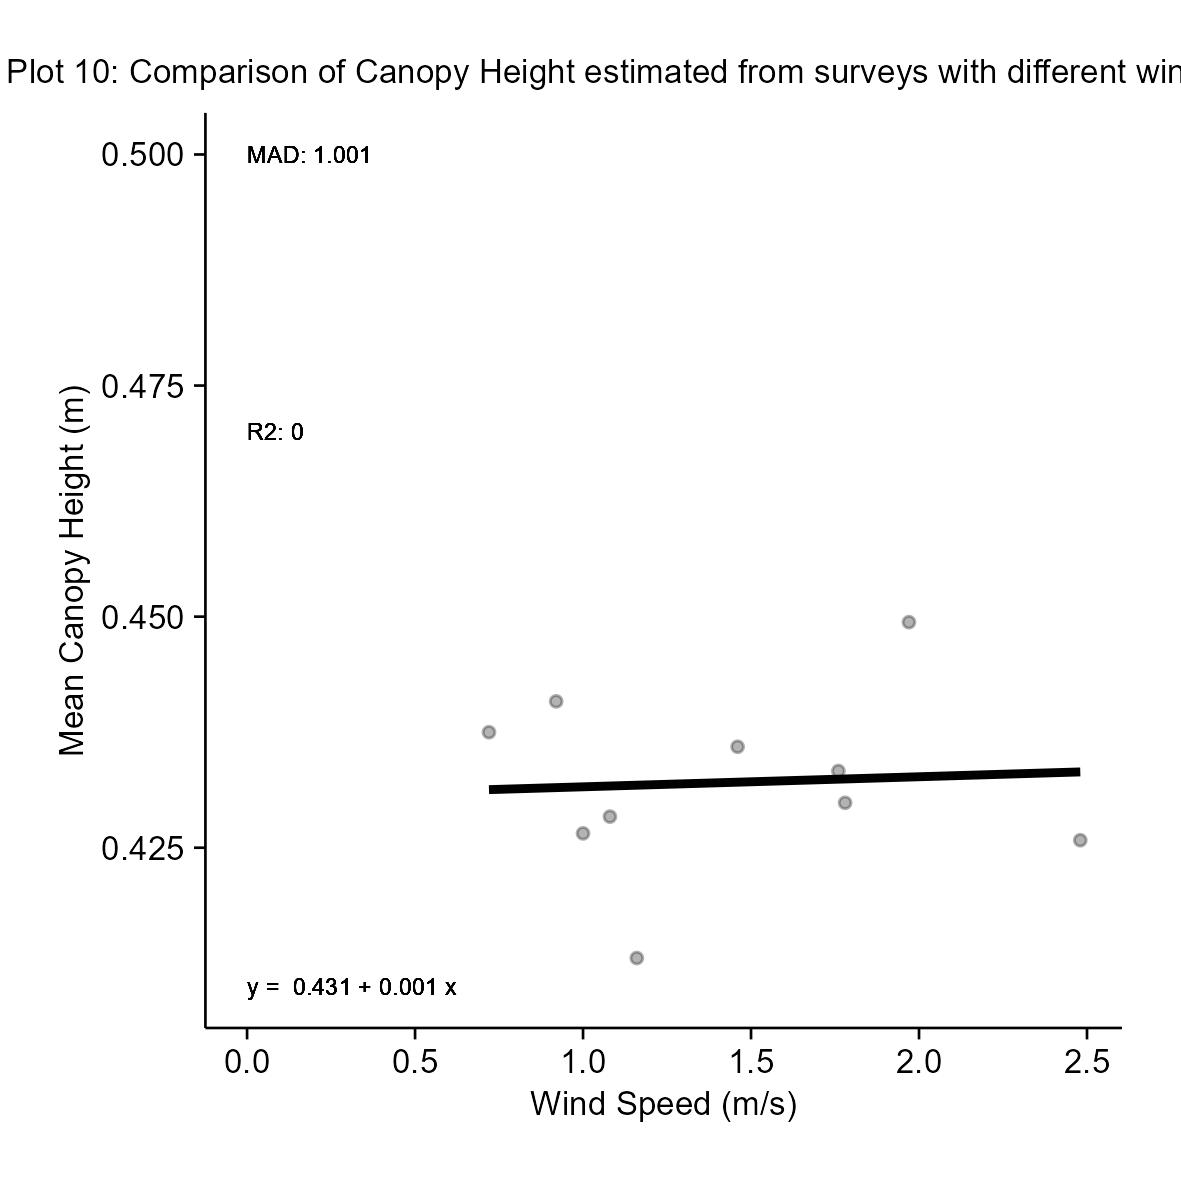 Plot 10: Comparison of Canopy Height estimated from surveys with different win
0.500
MAD: 1.001
0.475
R2: 0
Mean Canopy Height (m)
0.450
0.425
y =  0.431 + 0.001 x
0.0 0.5 1.0 1.5 2.0 2.5
Wind Speed (m/s)